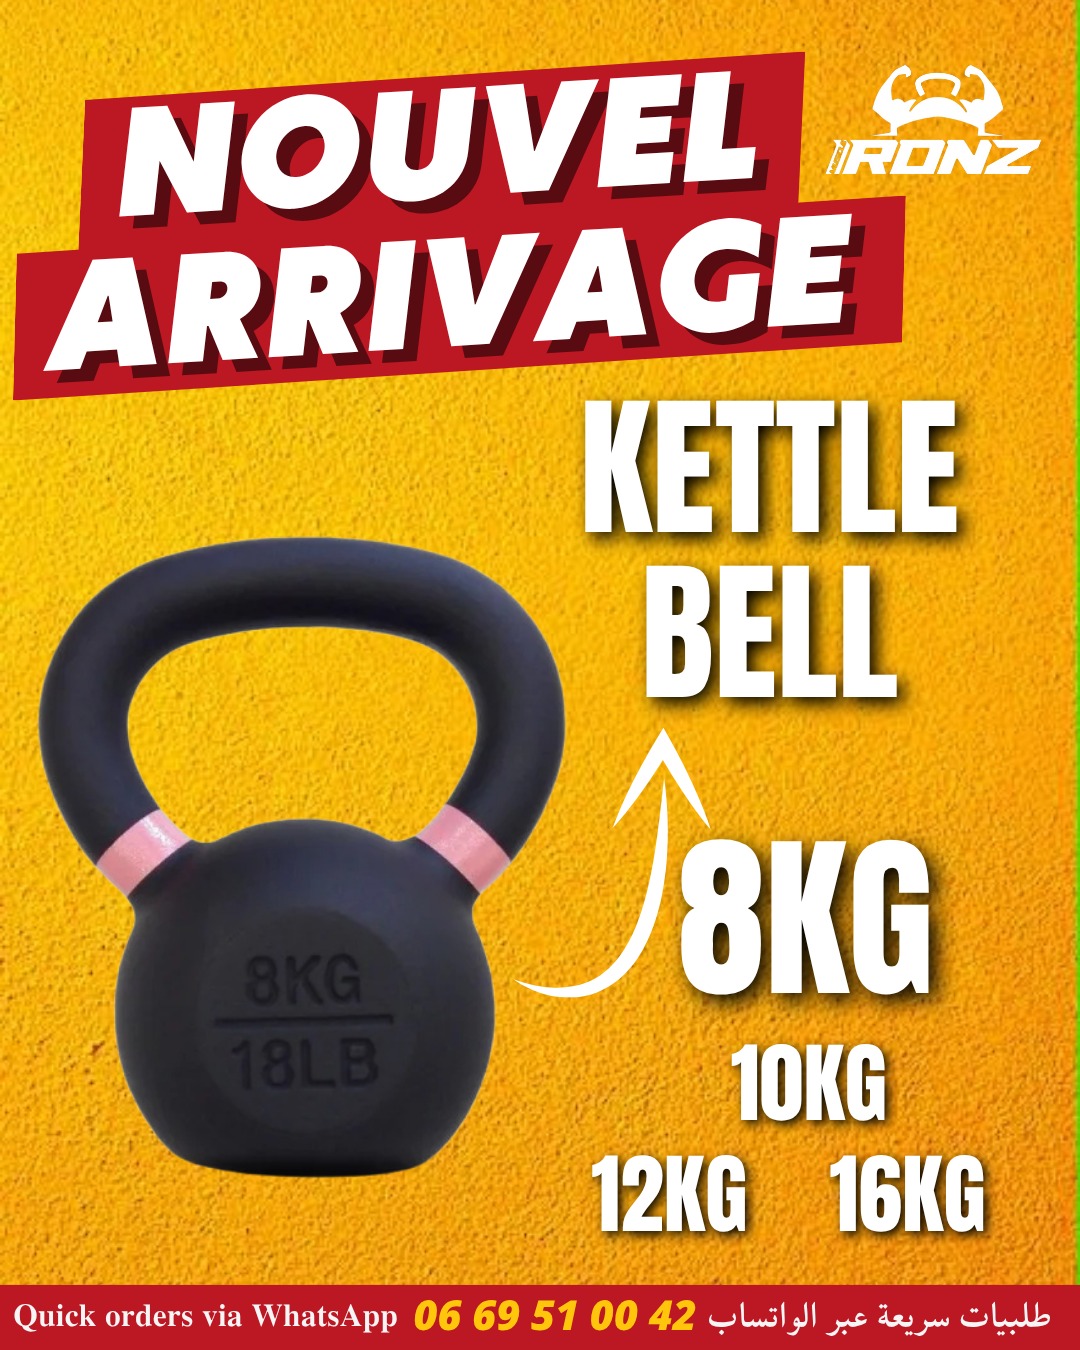 NOUVEL
ARRIVAGE
IRONZ
KETTLE
BELL
8KG
18LB
8KG
10KG
12KG 16KG
Quick orders via WhatsApp 06 69 51 00 42 طلبيات سريعة عبر الواتساب